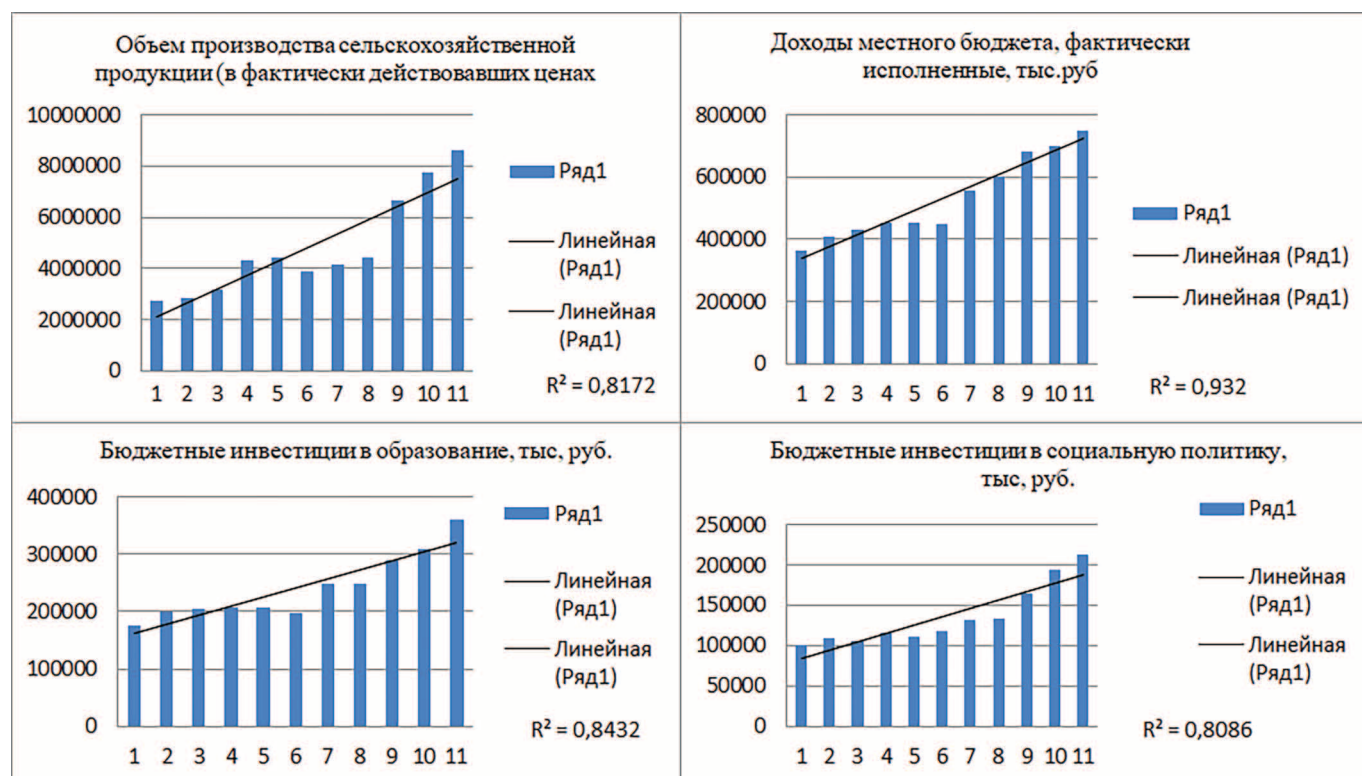 Объем производства сельскохозяйственной
продукции (в фактически действовавших ценах
10000000
8000000
6000000
4000000
2000000
0
1 2 3 4 5 6 7 8 9 10 11
Ряд1
Линейная
(Ряд1)
Линейная
(Ряд1)
R² = 0,8172
Доходы местного бюджета, фактически
исполненные, тыс.руб
800000
600000
400000
200000
0
1 2 3 4 5 6 7 8 9 10 11
Ряд1
Линейная (Ряд1)
Линейная (Ряд1)
R² = 0,932
Бюджетные инвестиции в образование, тыс, руб.
400000
300000
200000
100000
0
1 2 3 4 5 6 7 8 9 10 11
Ряд1
Линейная
(Ряд1)
Линейная
(Ряд1)
R² = 0,8432
Бюджетные инвестиции в социальную политику,
тыс, руб.
250000
200000
150000
100000
50000
0
1 2 3 4 5 6 7 8 9 10 11
Ряд1
Линейная
(Ряд1)
Линейная
(Ряд1)
R² = 0,8086